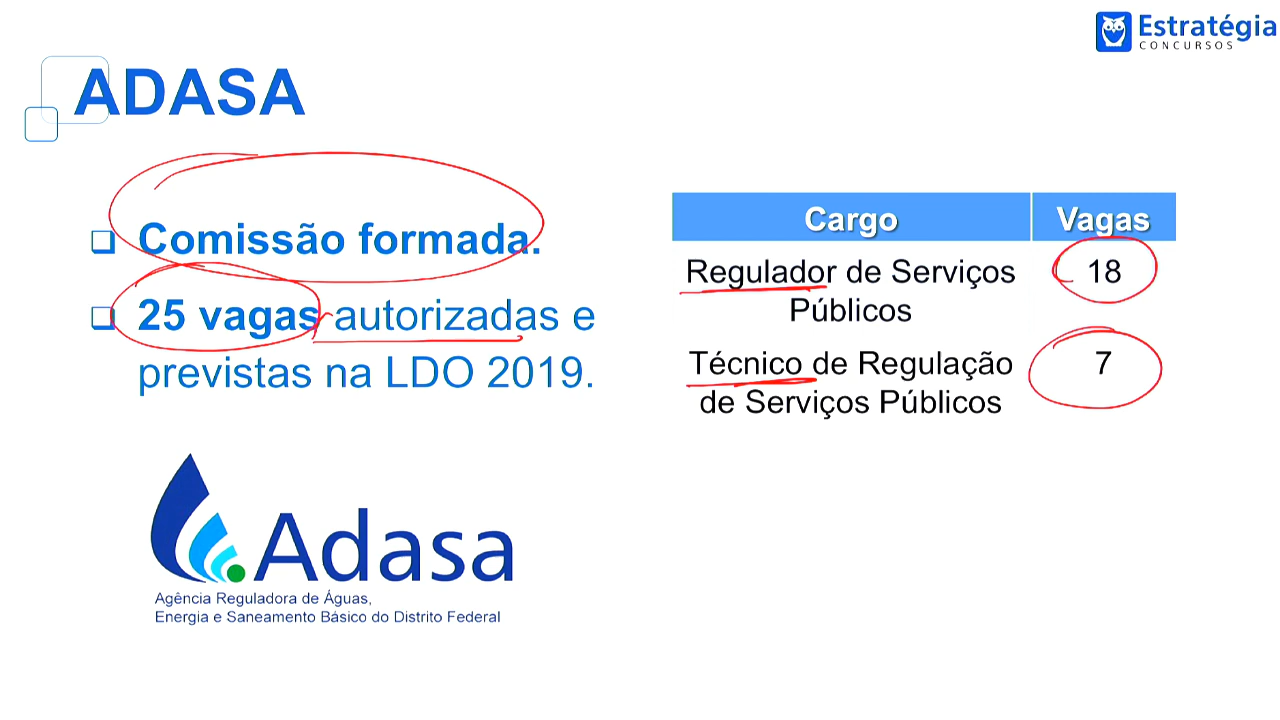 Estratégia
CONCURSOS
ADASA
Comissão formada.
25 vagas autorizadas e
previstas na LDO 2019.
Cargo Vagas
Regulador de Serviços 18
Públicos
Técnico de Regulação 7
de Serviços Públicos
Adasa
Agência Reguladora de Águas,
Energia e Saneamento Básico do Distrito Federal